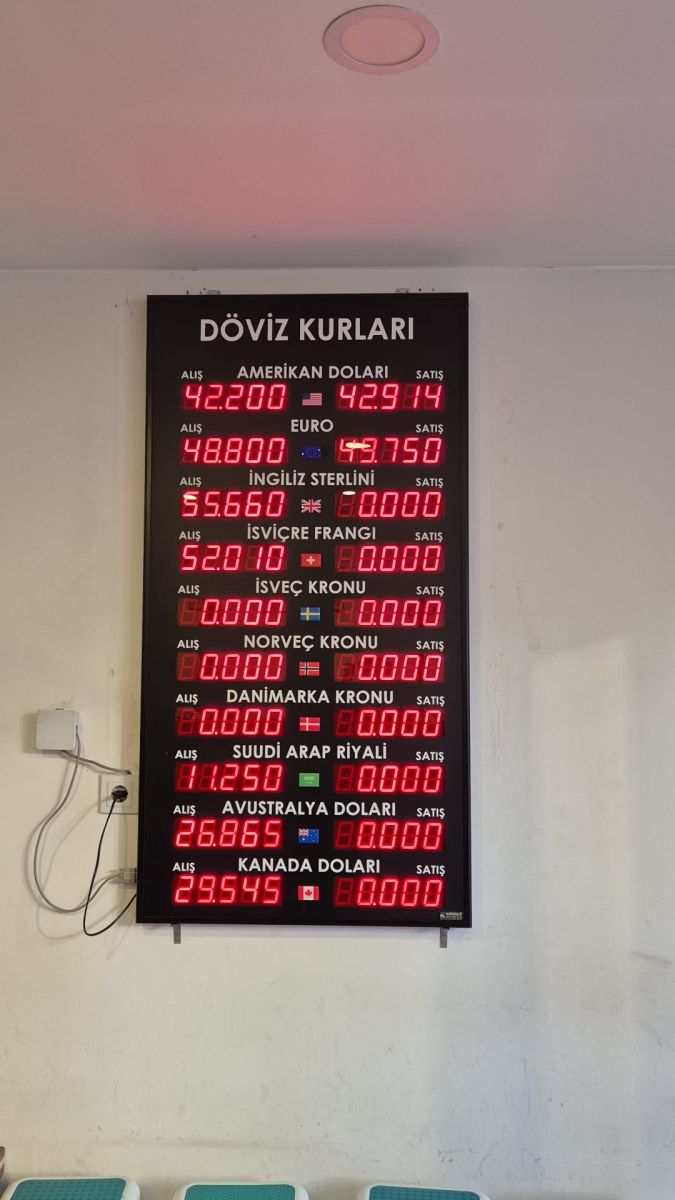 DÖVİZ KURLARI
ALIŞ AMERİKAN DOLARI SATIŞ
42.200 42.914
ALIŞ EURO SATIŞ
48.800 49.750
ALIŞ İNGİLİZ STERLİNİ SATIŞ
55.660 0.000
ALIŞ İSVİÇRE FRANGI SATIŞ
52.010 0.000
ALIŞ İSVEÇ KRONU SATIŞ
0.000 0.000
ALIŞ NORVEÇ KRONU SATIŞ
0.000 0.000
ALIŞ DANİMARKA KRONU SATIŞ
0.000 0.000
ALIŞ SUUDİ ARAP RİYALİ SATIŞ
11.250 0.000
ALIŞ AVUSTRALYA DOLARI SATIŞ
26.865 0.000
ALIŞ KANADA DOLARI SATIŞ
29.545 0.000